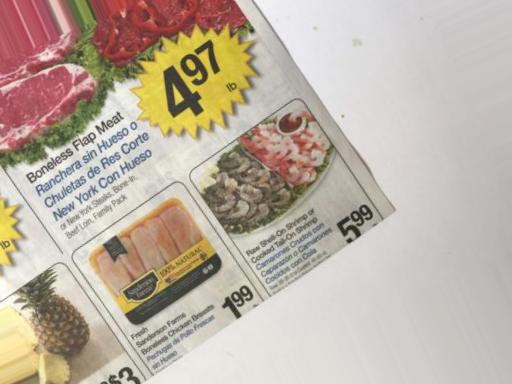 4.97
lb
Boneless Flap Meat
Ranchera sin Hueso o
Chuletas de Res Corte
New York Con Hueso
or New York Steaks, Bone-In,
Beef Loin, Family Pack
lb
Sanderson
Farms
100% NATURAL
Fresh
Sanderson Farms
Boneless Chicken Breasts
Pechugas de Pollo Frescas
sin Hueso
1.99
Raw Shell-On Shrimp or
Cooked Tail-On Shrimp
Camarones Crudos con
Caparazón o Camarones
Cocidos con Cola
5.99
$3